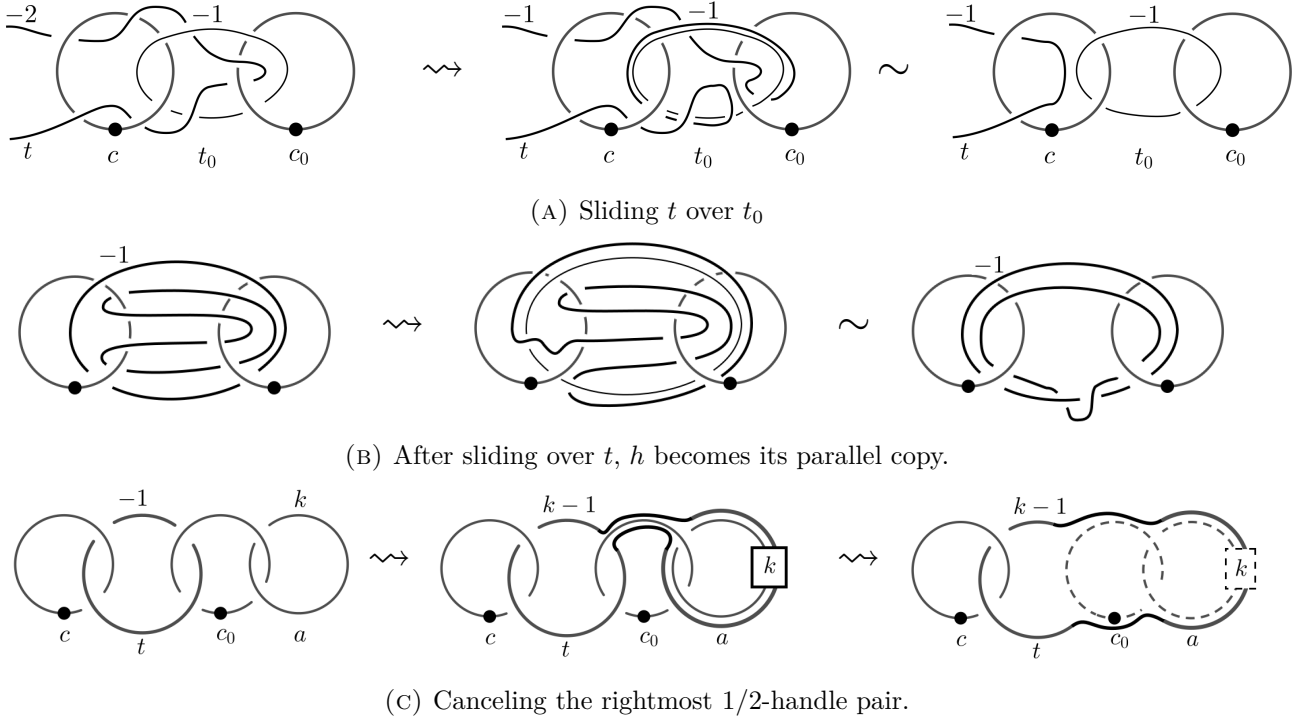 −2 −1 −1 −1 −1 −1
⇝ ∼
t c t₀ c₀ t c t₀ c₀ t c t₀ c₀
(A) Sliding t over t₀
−1 −1
⇝ ∼
(B) After sliding over t, h becomes its parallel copy.
−1 k k − 1 k − 1
⇝ k ⇝ k
c t c₀ a c t c₀ a c t c₀ a
(C) Canceling the rightmost 1/2-handle pair.